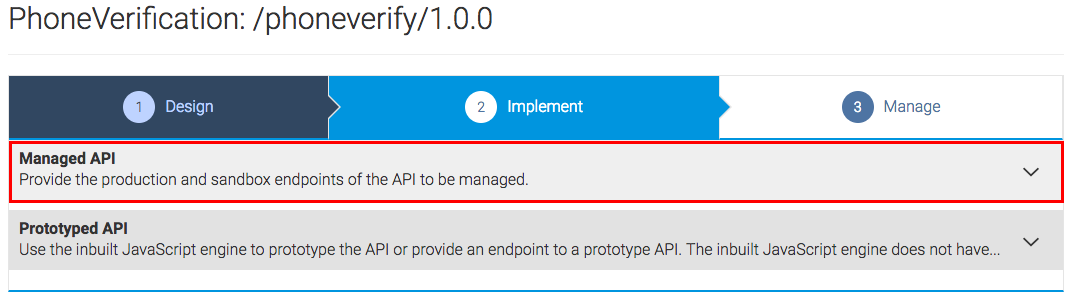 PhoneVerification: /phoneverify/1.0.0
1 Design
2 Implement
3 Manage
Managed API
Provide the production and sandbox endpoints of the API to be managed.
Prototyped API
Use the inbuilt JavaScript engine to prototype the API or provide an endpoint to a prototype API. The inbuilt JavaScript engine does not have...